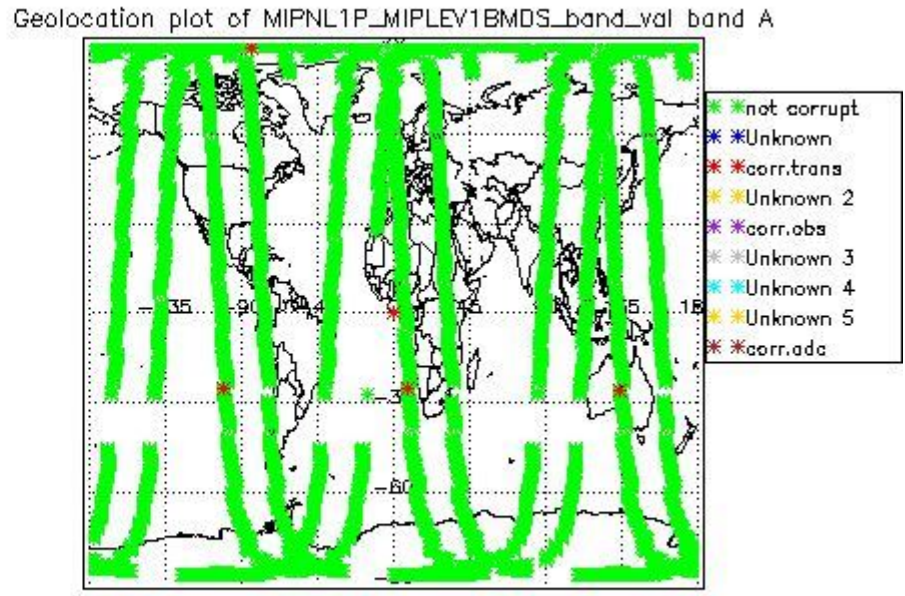 Geolocation plot of MIPNL1P_MIPLEV1BMDS_band_val band A
not corrupt
Unknown
corr.trans
Unknown 2
corr.obs
Unknown 3
Unknown 4
Unknown 5
corr.adc
-60